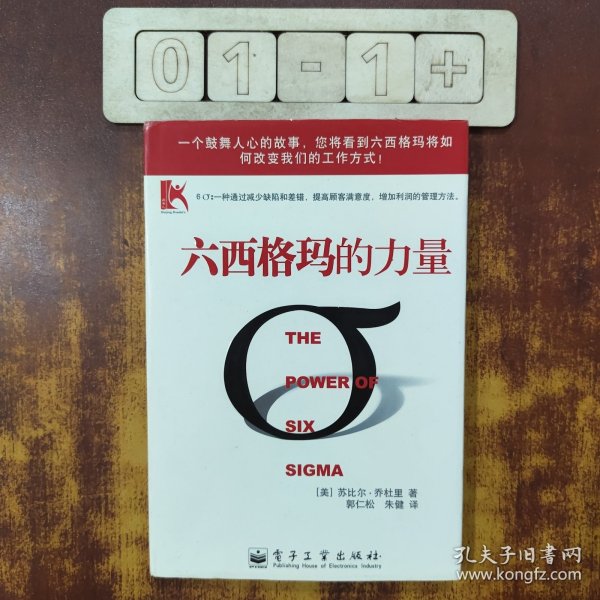 01-1+
一个鼓舞人心的故事，您将看到六西格玛将如
何改变我们的工作方式！
6σ:一种通过减少缺陷和差错，提高顾客满意度，增加利润的管理方法。
六西格玛的力量
σ
THE
POWER OF
SIX
SIGMA
［美］苏比尔·乔杜里 著
郭仁松 朱健 译
电子工业出版社
Publishing House of Electronics Industry
孔夫子旧书网
www.kongfz.com